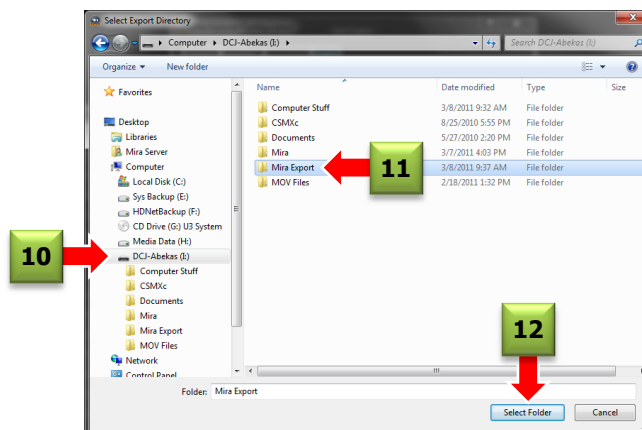 Select Export Directory
Computer DCJ-Abekas (I:)
Search DCJ-Abekas (I:)
Organize New folder
Name Date modified Type Size
Favorites
Desktop
Libraries
Mira Server
Computer
Local Disk (C:)
Sys Backup (E:)
HDNetBackup (F:)
CD Drive (G:) U3 System
Media Data (H:)
DCJ-Abekas (I:)
Computer Stuff
CSMXc
Documents
Mira
Mira Export
MOV Files
Network
Control Panel
Computer Stuff 3/8/2011 9:32 AM File folder
CSMXc 8/25/2010 5:55 PM File folder
Documents 5/27/2010 2:20 PM File folder
Mira 3/7/2011 4:03 PM File folder
Mira Export 3/8/2011 9:37 AM File folder
MOV Files 2/18/2011 1:32 PM File folder
10
11
12
Folder: Mira Export
Select Folder Cancel